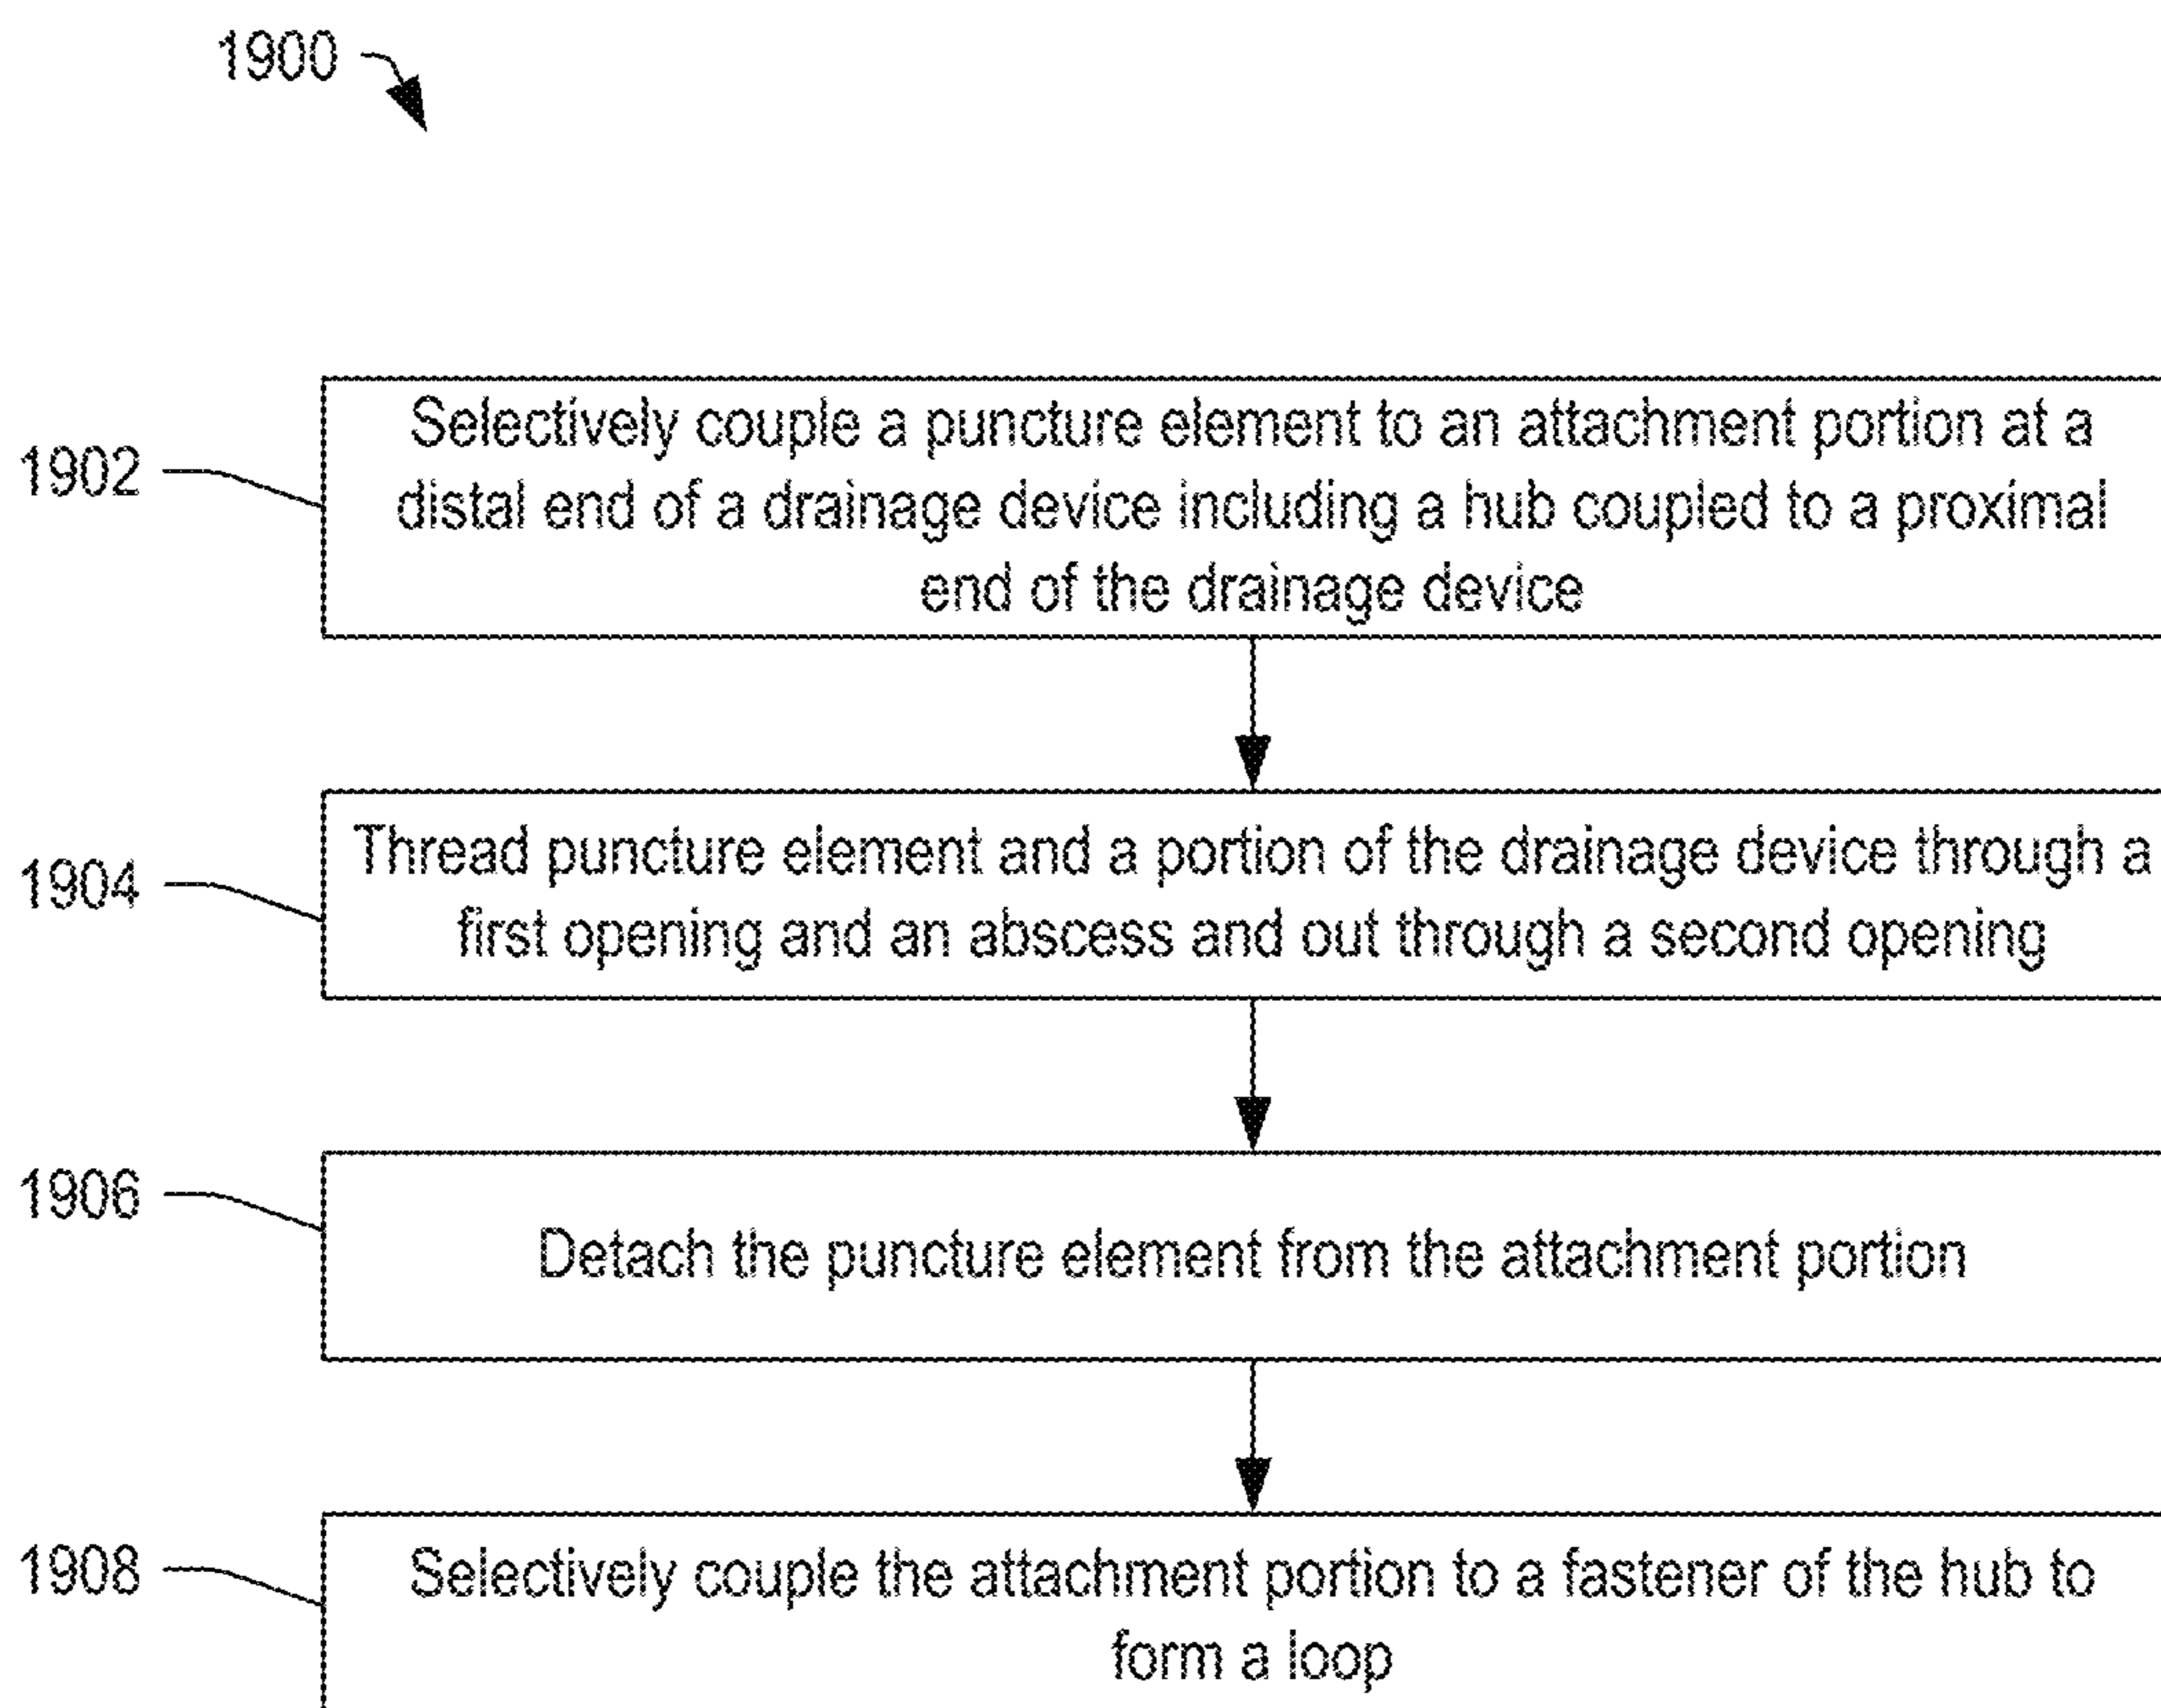 1900
1902
Selectively couple a puncture element to an attachment portion at a
distal end of a drainage device including a hub coupled to a proximal
end of the drainage device
1904
Thread puncture element and a portion of the drainage device through a
first opening and an abscess and out through a second opening
1906
Detach the puncture element from the attachment portion
1908
Selectively couple the attachment portion to a fastener of the hub to
form a loop